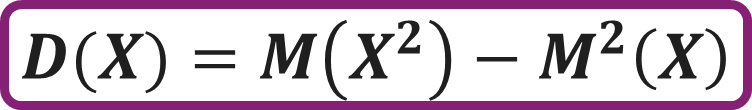 D(X) = M(X²) − M²(X)